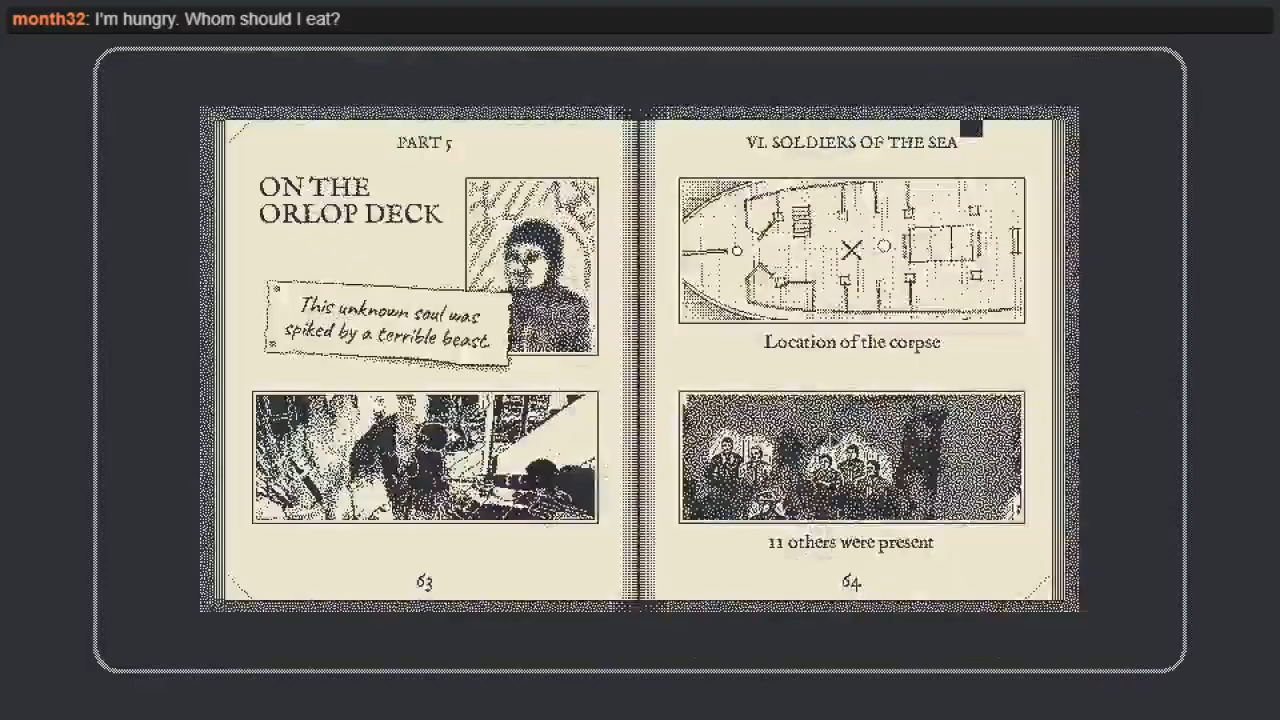 month32: I'm hungry. Whom should I eat?
PART 5
ON THE
ORLOP DECK
This unknown soul was
spiked by a terrible beast.
63
VI. SOLDIERS OF THE SEA
Location of the corpse
11 others were present
64